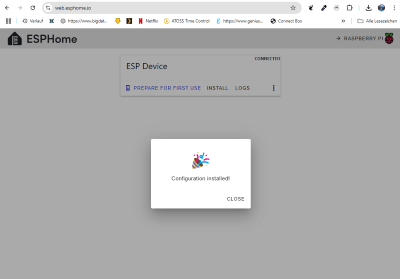 web.esphome.io
Verkauf
https://www.bigdat...
Netflix
ATOSS Time Control
https://www.genius...
Connect Box
»
Alle Lesezeichen
ESPHome
RASPBERRY PI
CONNECTED
ESP Device
PREPARE FOR FIRST USE
INSTALL
LOGS
Configuration installed!
CLOSE